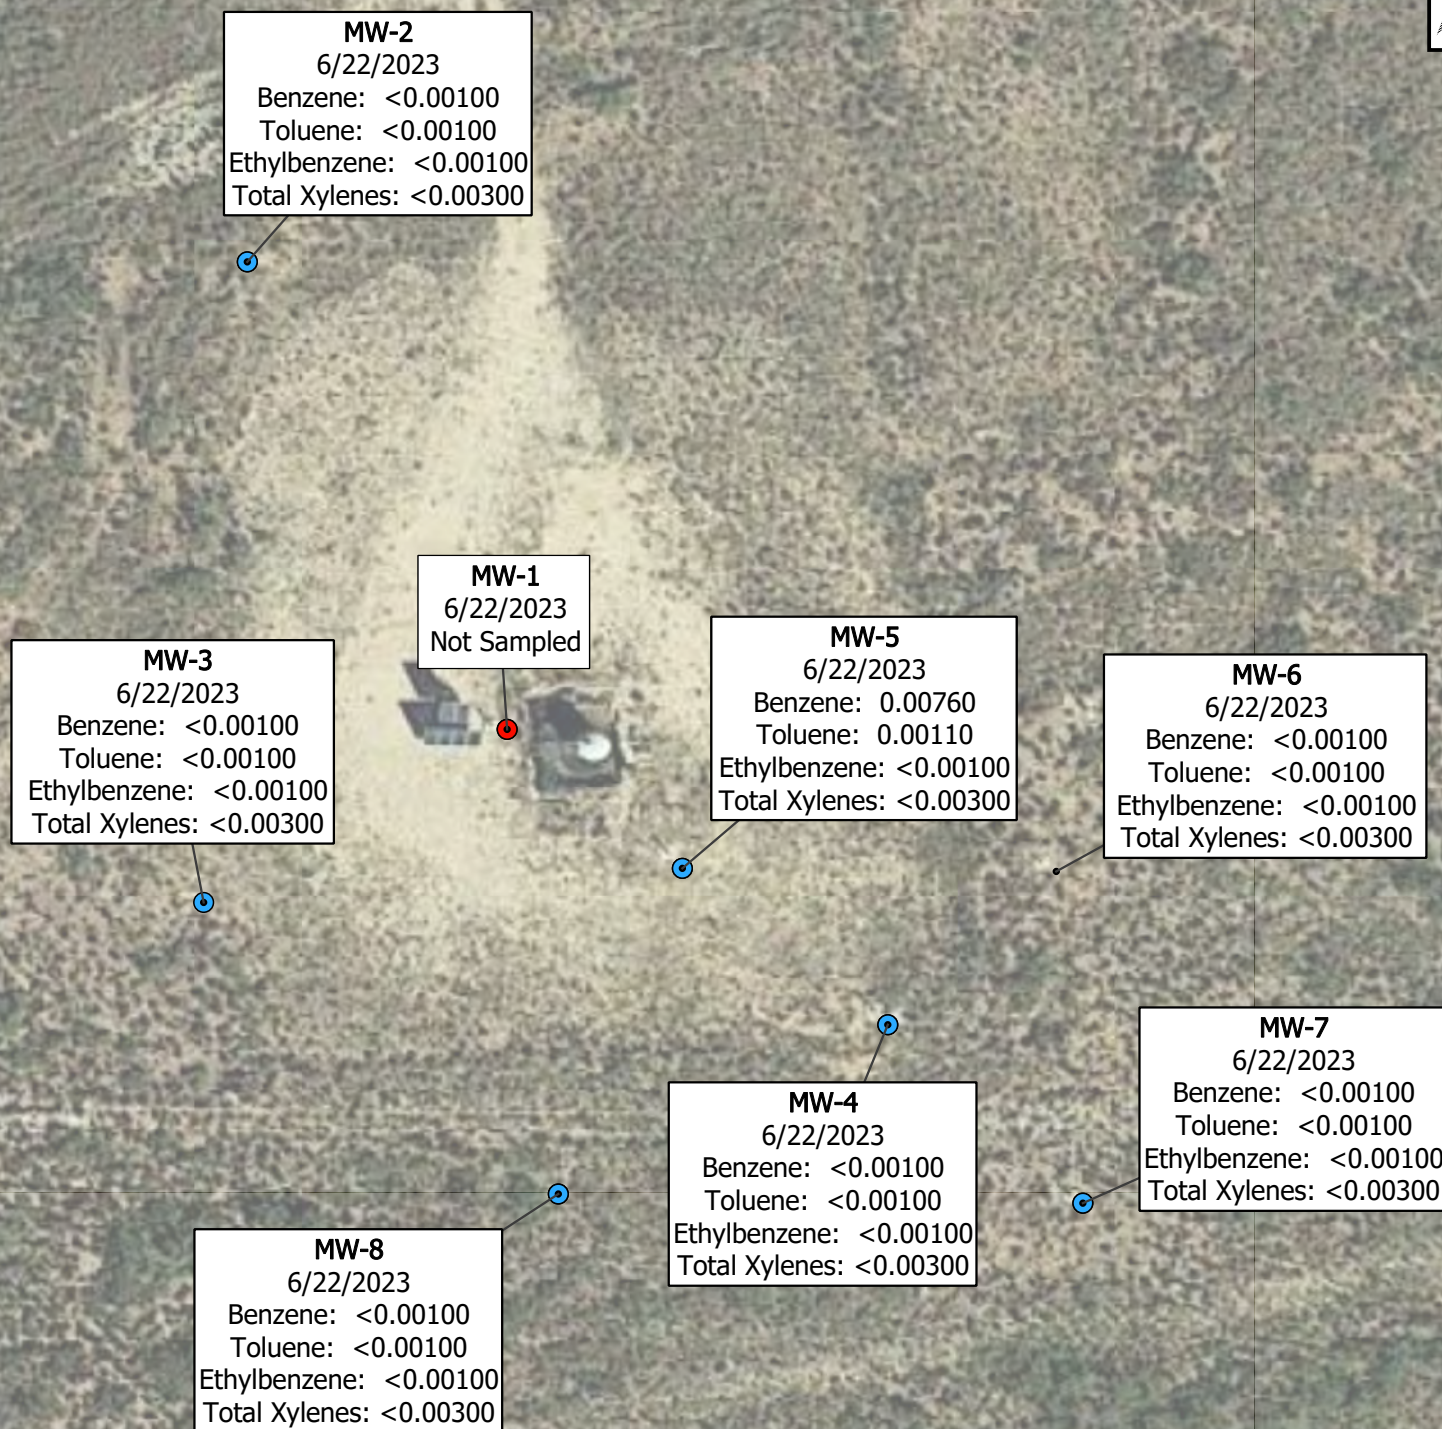 MW-2
6/22/2023
Benzene: <0.00100
Toluene: <0.00100
Ethylbenzene: <0.00100
Total Xylenes: <0.00300
MW-1
6/22/2023
Not Sampled
MW-3
6/22/2023
Benzene: <0.00100
Toluene: <0.00100
Ethylbenzene: <0.00100
Total Xylenes: <0.00300
MW-5
6/22/2023
Benzene: 0.00760
Toluene: 0.00110
Ethylbenzene: <0.00100
Total Xylenes: <0.00300
MW-6
6/22/2023
Benzene: <0.00100
Toluene: <0.00100
Ethylbenzene: <0.00100
Total Xylenes: <0.00300
MW-4
6/22/2023
Benzene: <0.00100
Toluene: <0.00100
Ethylbenzene: <0.00100
Total Xylenes: <0.00300
MW-7
6/22/2023
Benzene: <0.00100
Toluene: <0.00100
Ethylbenzene: <0.00100
Total Xylenes: <0.00300
MW-8
6/22/2023
Benzene: <0.00100
Toluene: <0.00100
Ethylbenzene: <0.00100
Total Xylenes: <0.00300